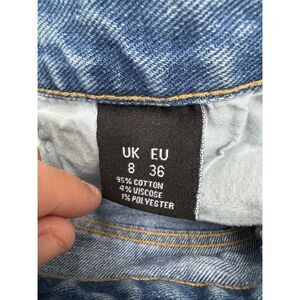 UK EU
8 36
95% COTTON
4% VISCOSE
1% POLYESTER